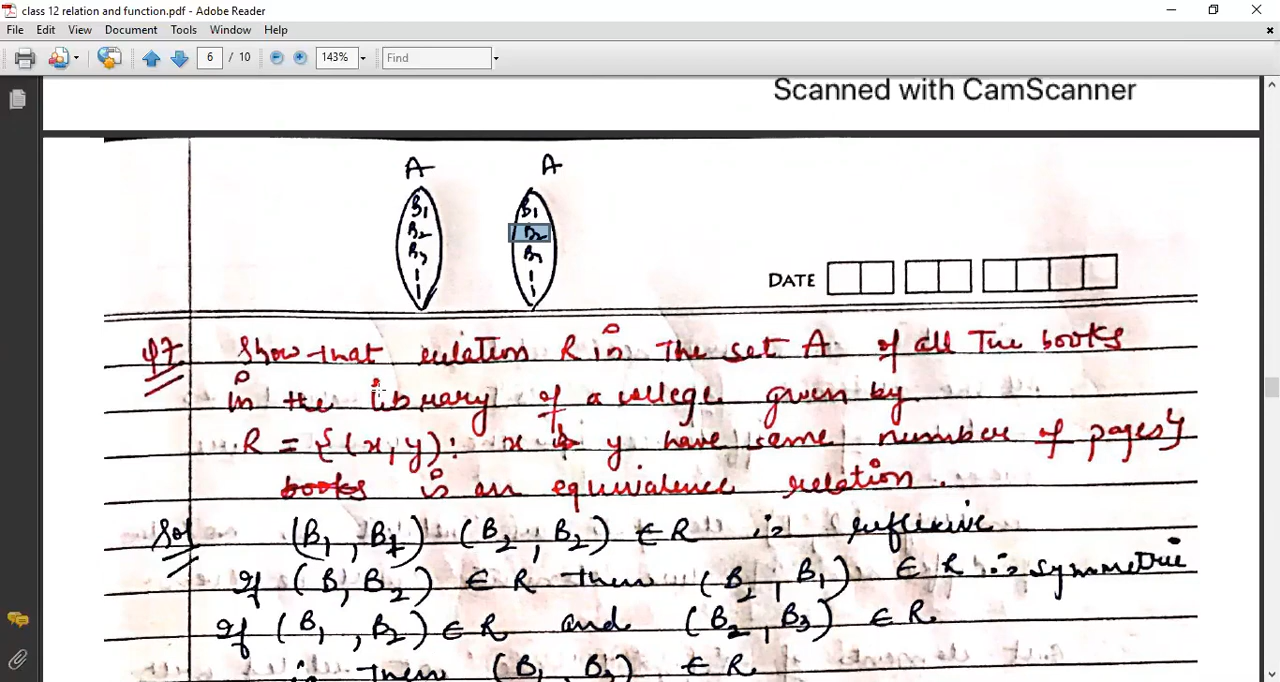 class 12 relation and function.pdf - Adobe Reader
File Edit View Document Tools Window Help
6 / 10 143% Find
Scanned with CamScanner
A A
B1 B1
B2 B2
B3 B3
DATE
Q7 Show that relation R in The set A of all The books
in the library of a college given by
R = {(x, y): x & y have same number of pages}
books is an equivalence relation.
Sol (B1, B1) (B2, B2) ∈ R is reflexive
If (B, B2) ∈ R Then (B2, B1) ∈ R is symmetric
If (B1, B2) ∈ R and (B2, B3) ∈ R
Then (B1, B3) ∈ R